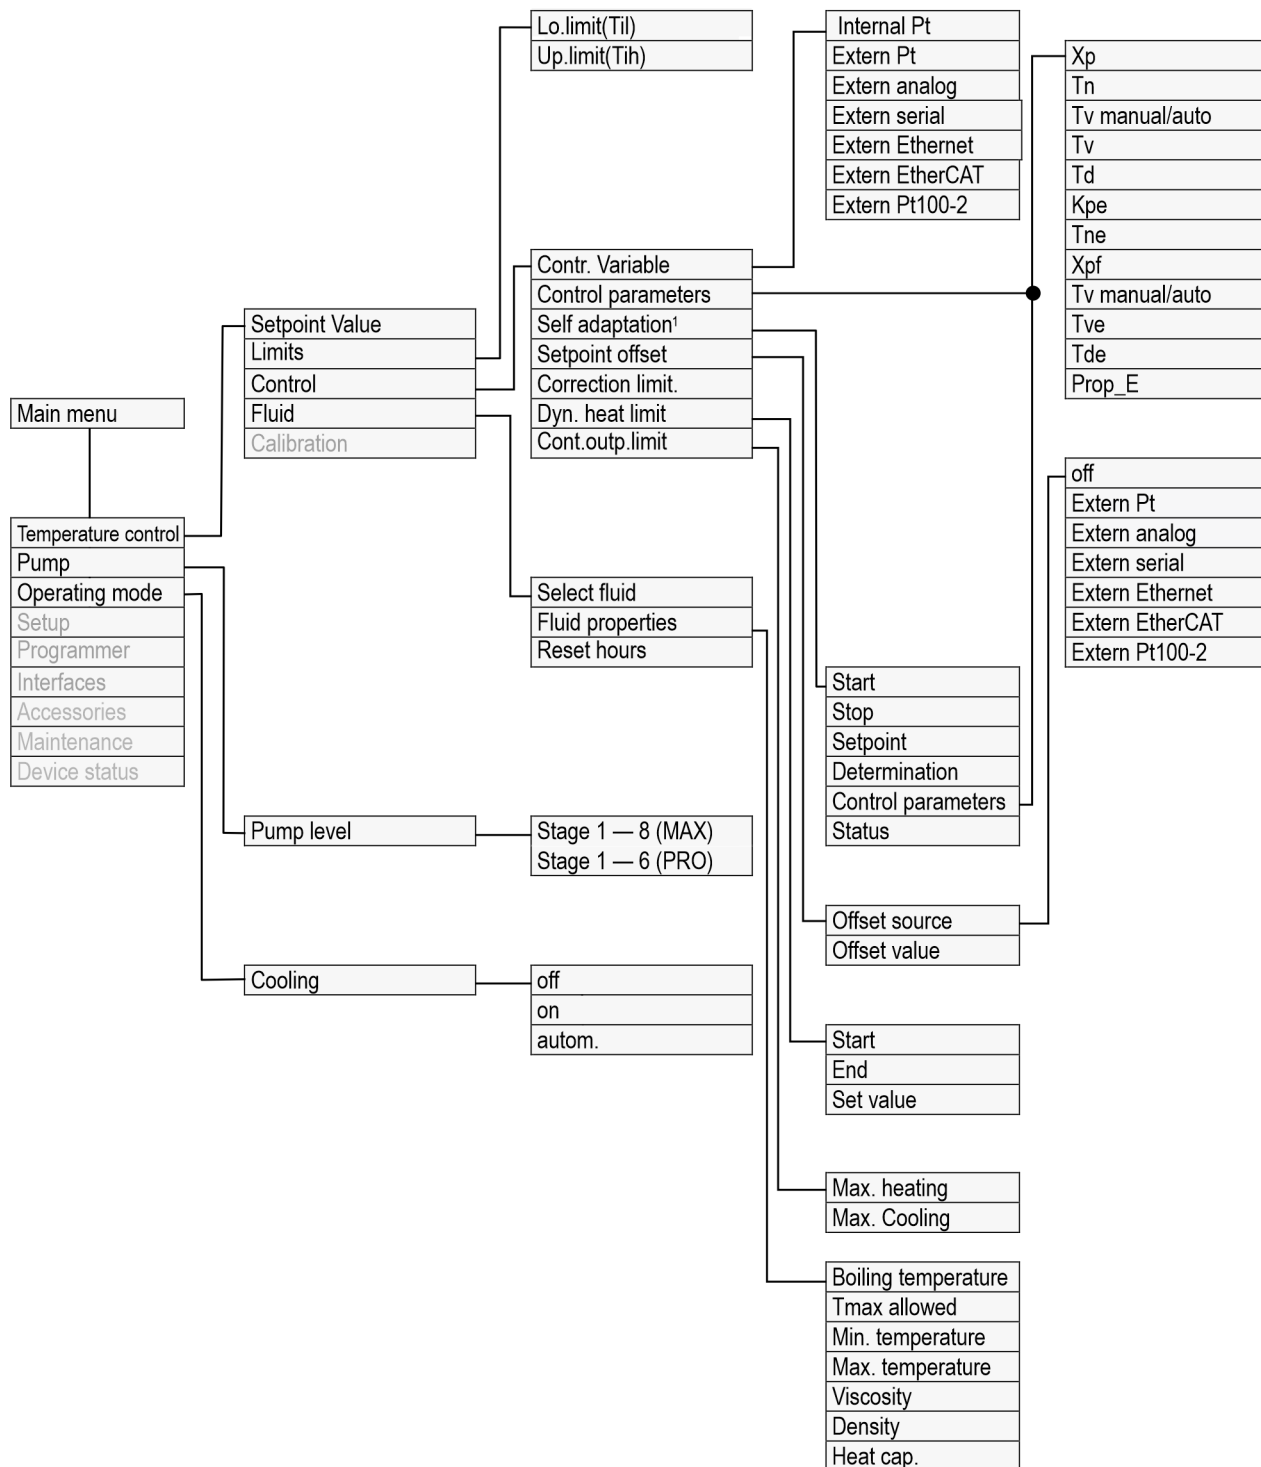 Main menu
Temperature control
Pump
Operating mode
Setup
Programmer
Interfaces
Accessories
Maintenance
Device status
Setpoint Value
Limits
Control
Fluid
Calibration
Pump level
Cooling
Lo.limit(Til)
Up.limit(Tih)
Contr. Variable
Control parameters
Self adaptation¹
Setpoint offset
Correction limit.
Dyn. heat limit
Cont.outp.limit
Select fluid
Fluid properties
Reset hours
Stage 1 — 8 (MAX)
Stage 1 — 6 (PRO)
off
on
autom.
Internal Pt
Extern Pt
Extern analog
Extern serial
Extern Ethernet
Extern EtherCAT
Extern Pt100-2
Start
Stop
Setpoint
Determination
Control parameters
Status
Offset source
Offset value
Start
End
Set value
Max. heating
Max. Cooling
Boiling temperature
Tmax allowed
Min. temperature
Max. temperature
Viscosity
Density
Heat cap.
Xp
Tn
Tv manual/auto
Tv
Td
Kpe
Tne
Xpf
Tv manual/auto
Tve
Tde
Prop_E
off
Extern Pt
Extern analog
Extern serial
Extern Ethernet
Extern EtherCAT
Extern Pt100-2